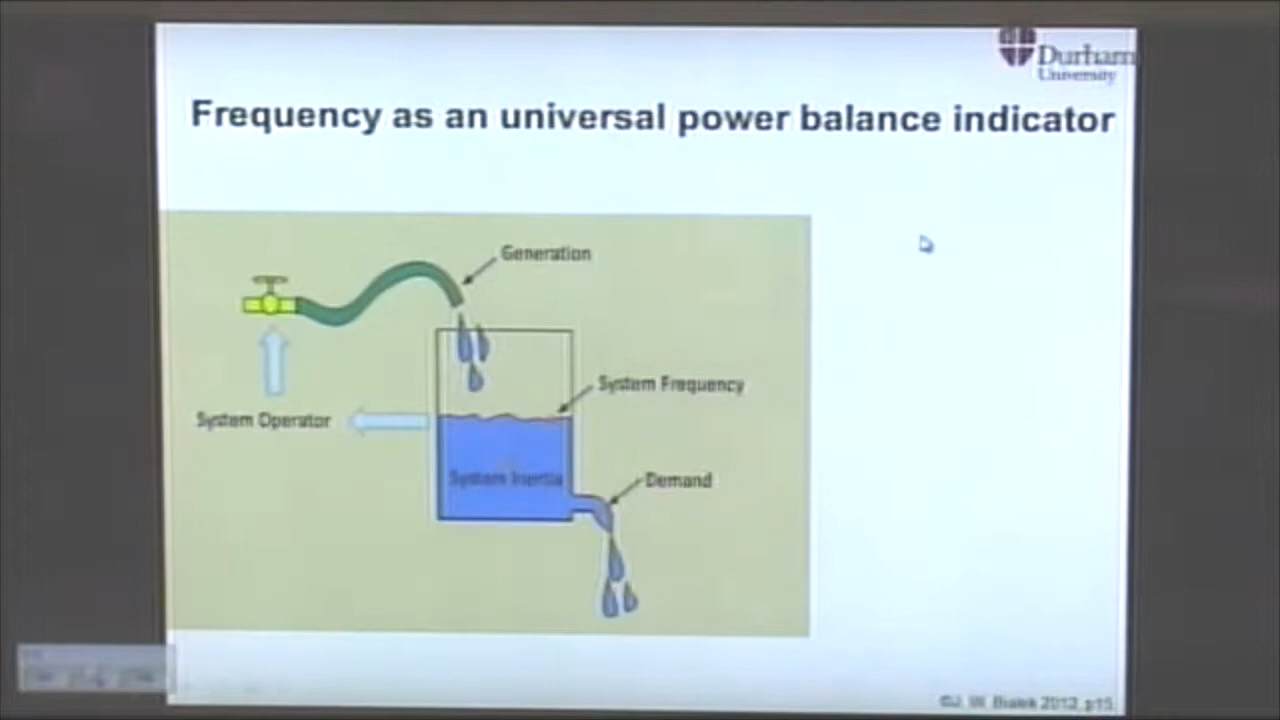 Durham
University
Frequency as an universal power balance indicator
Generation
System Frequency
System Operator
System Inertia
Demand
©J. W. Bialek 2012, p15